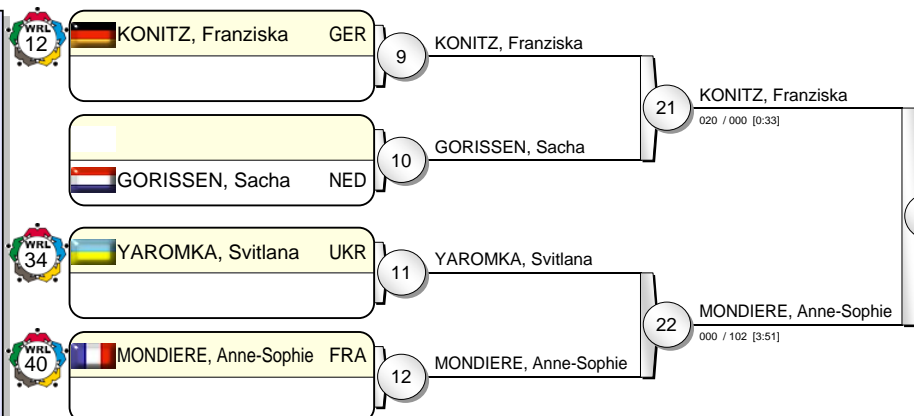 WRL
12
KONITZ, Franziska GER
9
KONITZ, Franziska
21
KONITZ, Franziska
020 / 000 [0:33]
GORISSEN, Sacha NED
10
GORISSEN, Sacha
WRL
34
YAROMKA, Svitlana UKR
11
YAROMKA, Svitlana
22
MONDIERE, Anne-Sophie
000 / 102 [3:51]
WRL
40
MONDIERE, Anne-Sophie FRA
12
MONDIERE, Anne-Sophie